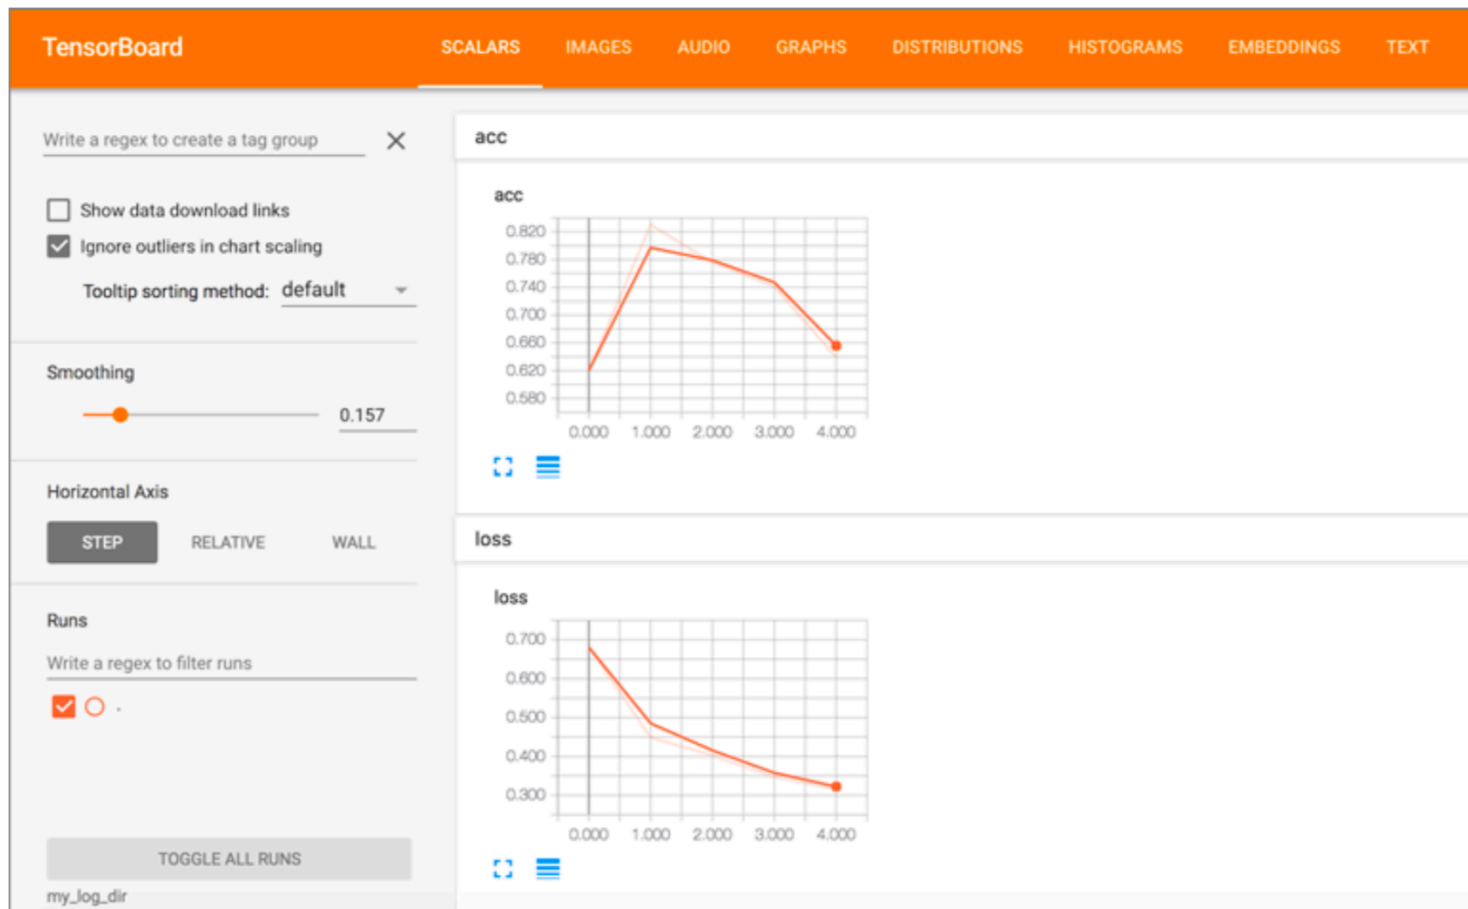 TensorBoard
SCALARS IMAGES AUDIO GRAPHS DISTRIBUTIONS HISTOGRAMS EMBEDDINGS TEXT
Write a regex to create a tag group
Show data download links
Ignore outliers in chart scaling
Tooltip sorting method: default
Smoothing
0.157
Horizontal Axis
STEP RELATIVE WALL
Runs
Write a regex to filter runs
.
TOGGLE ALL RUNS
my_log_dir
acc
acc
0.820
0.780
0.740
0.700
0.660
0.620
0.580
0.000 1.000 2.000 3.000 4.000
loss
loss
0.700
0.600
0.500
0.400
0.300
0.000 1.000 2.000 3.000 4.000